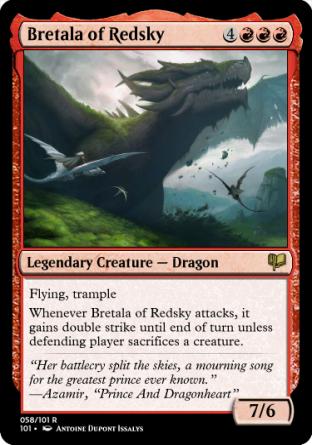 Bretala of Redsky 4
Legendary Creature — Dragon
Flying, trample
Whenever Bretala of Redsky attacks, it
gains double strike until end of turn unless
defending player sacrifices a creature.
“Her battlecry split the skies, a mourning song
for the greatest prince ever known.”
—Azamir, “Prince And Dragonheart”
7/6
058/101 R
101 • Antoine Dupont Issalys